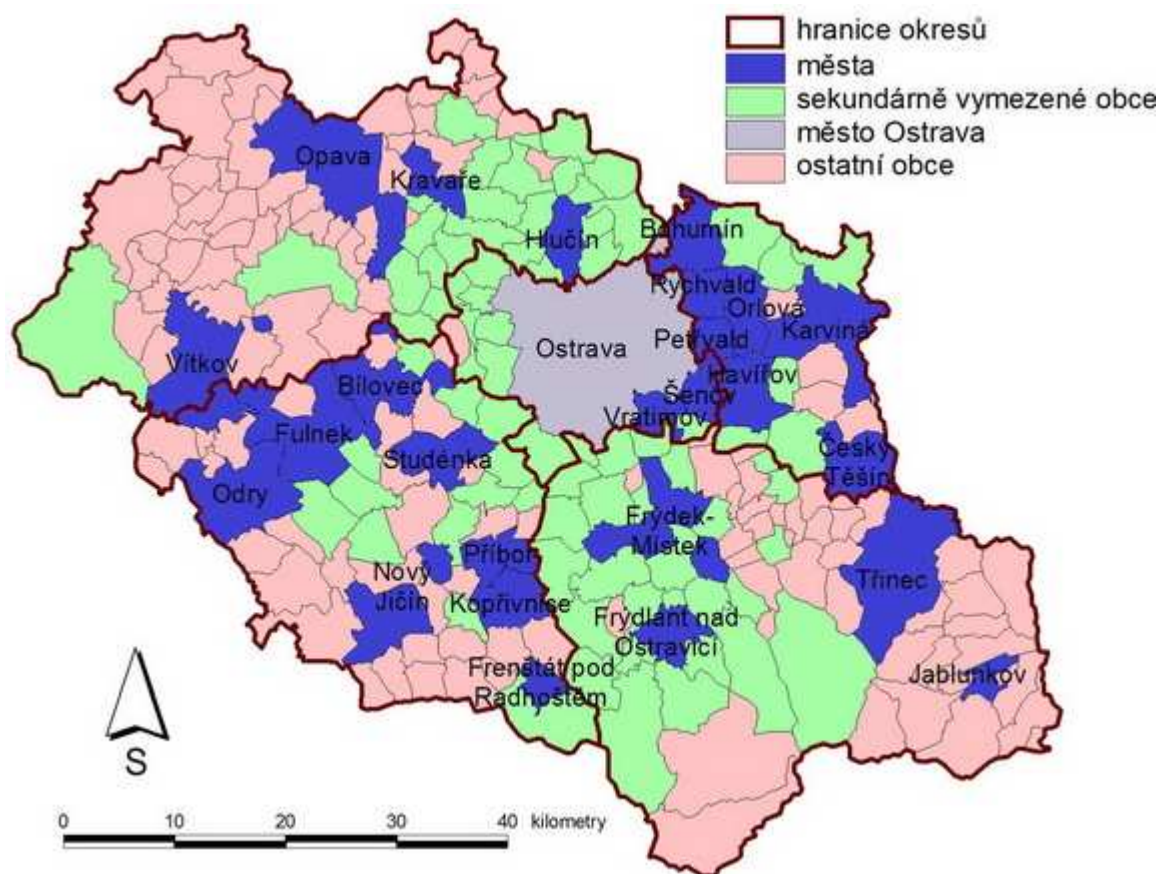 hranice okresů
města
sekundárně vymezené obce
město Ostrava
ostatní obce
Opava
Kravaře
Hlučín
Bohumín
Rychvald
Orlová
Karviná
Petřvald
Ostrava
Havířov
Šenov
Vratimov
Vítkov
Bílovec
Fulnek
Studénka
Český
Těšín
Odry
Frýdek-
Místek
Příbor
Nový
Jičín
Kopřivnice
Třinec
Frýdlant nad
Ostravicí
Frenštát pod
Radhoštěm
Jablunkov
S
0 10 20 30 40 kilometry